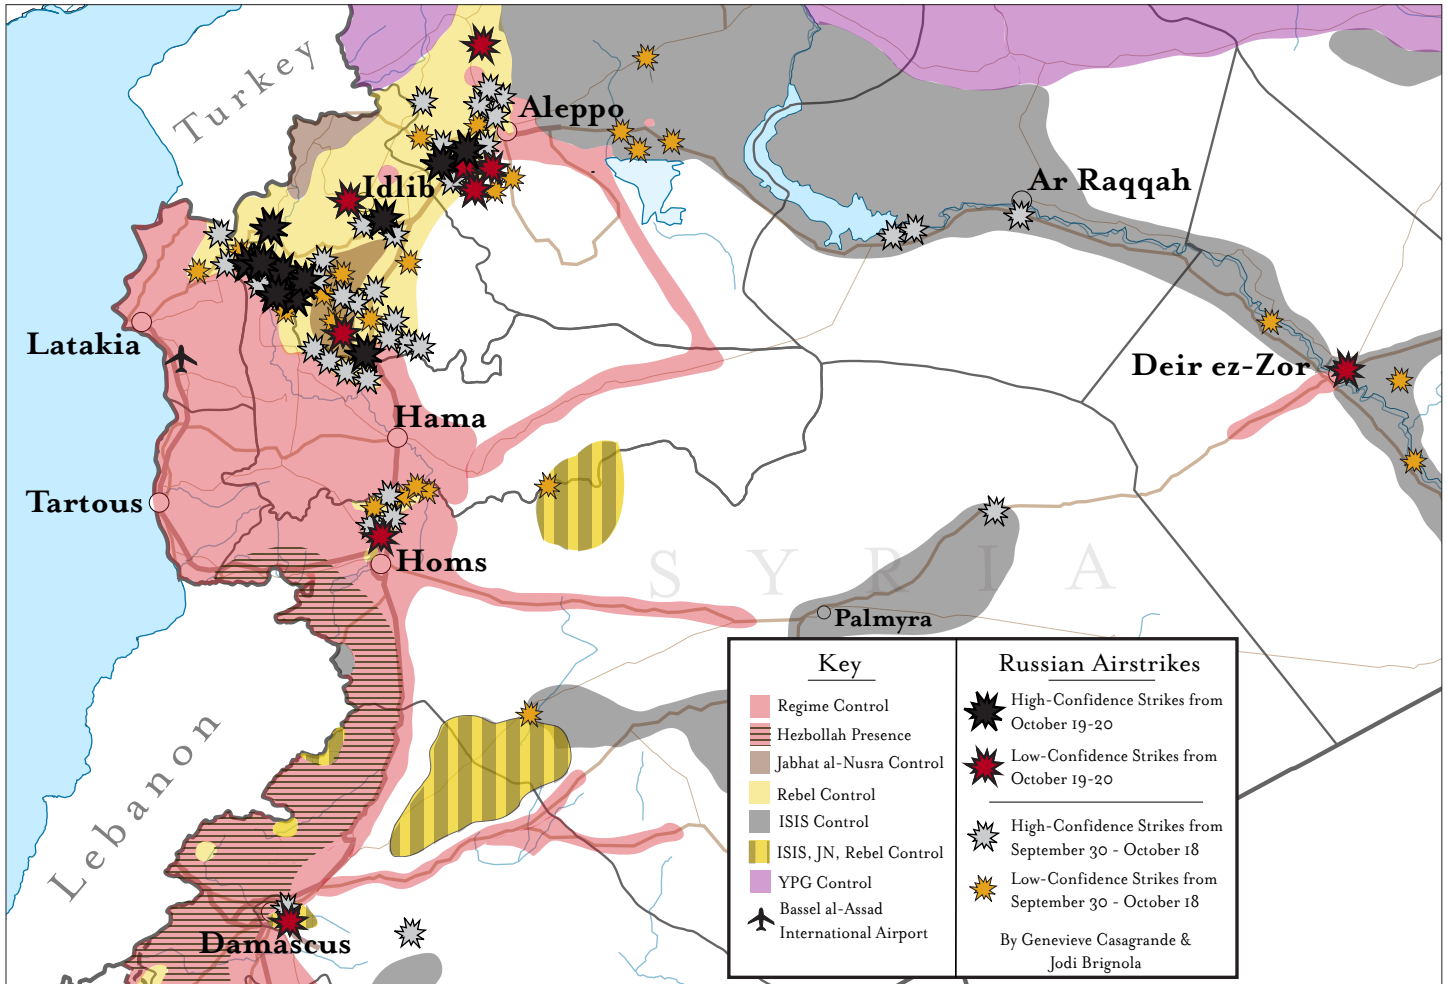 Turkey
Aleppo
Idlib
Ar Raqqah
Latakia
Deir ez-Zor
Hama
Tartous
Homs
SYRIA
Palmyra
Lebanon
Damascus
Key
Regime Control
Hezbollah Presence
Jabhat al-Nusra Control
Rebel Control
ISIS Control
ISIS, JN, Rebel Control
YPG Control
Bassel al-Assad
International Airport
Russian Airstrikes
High-Confidence Strikes from
October 19-20
Low-Confidence Strikes from
October 19-20
High-Confidence Strikes from
September 30 - October 18
Low-Confidence Strikes from
September 30 - October 18
By Genevieve Casagrande &
Jodi Brignola